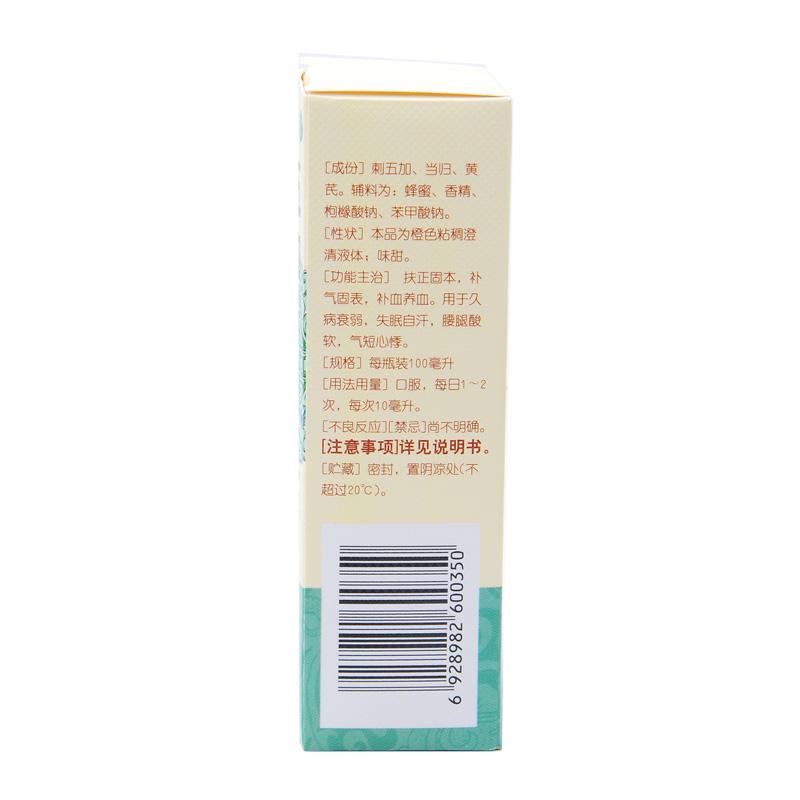 [成份] 刺五加、当归、黄
芪。辅料为：蜂蜜、香精、
枸橼酸钠、苯甲酸钠。
[性状] 本品为橙色粘稠澄
清液体；味甜。
[功能主治] 扶正固本，补
气固表，补血养血。用于久
病衰弱，失眠自汗，腰腿酸
软，气短心悸。
[规格] 每瓶装100毫升
[用法用量] 口服，每日1～2
次，每次10毫升。
[不良反应][禁忌]尚不明确。
[注意事项]详见说明书。
[贮藏] 密封，置阴凉处(不
超过20℃)。
6 928982 600350